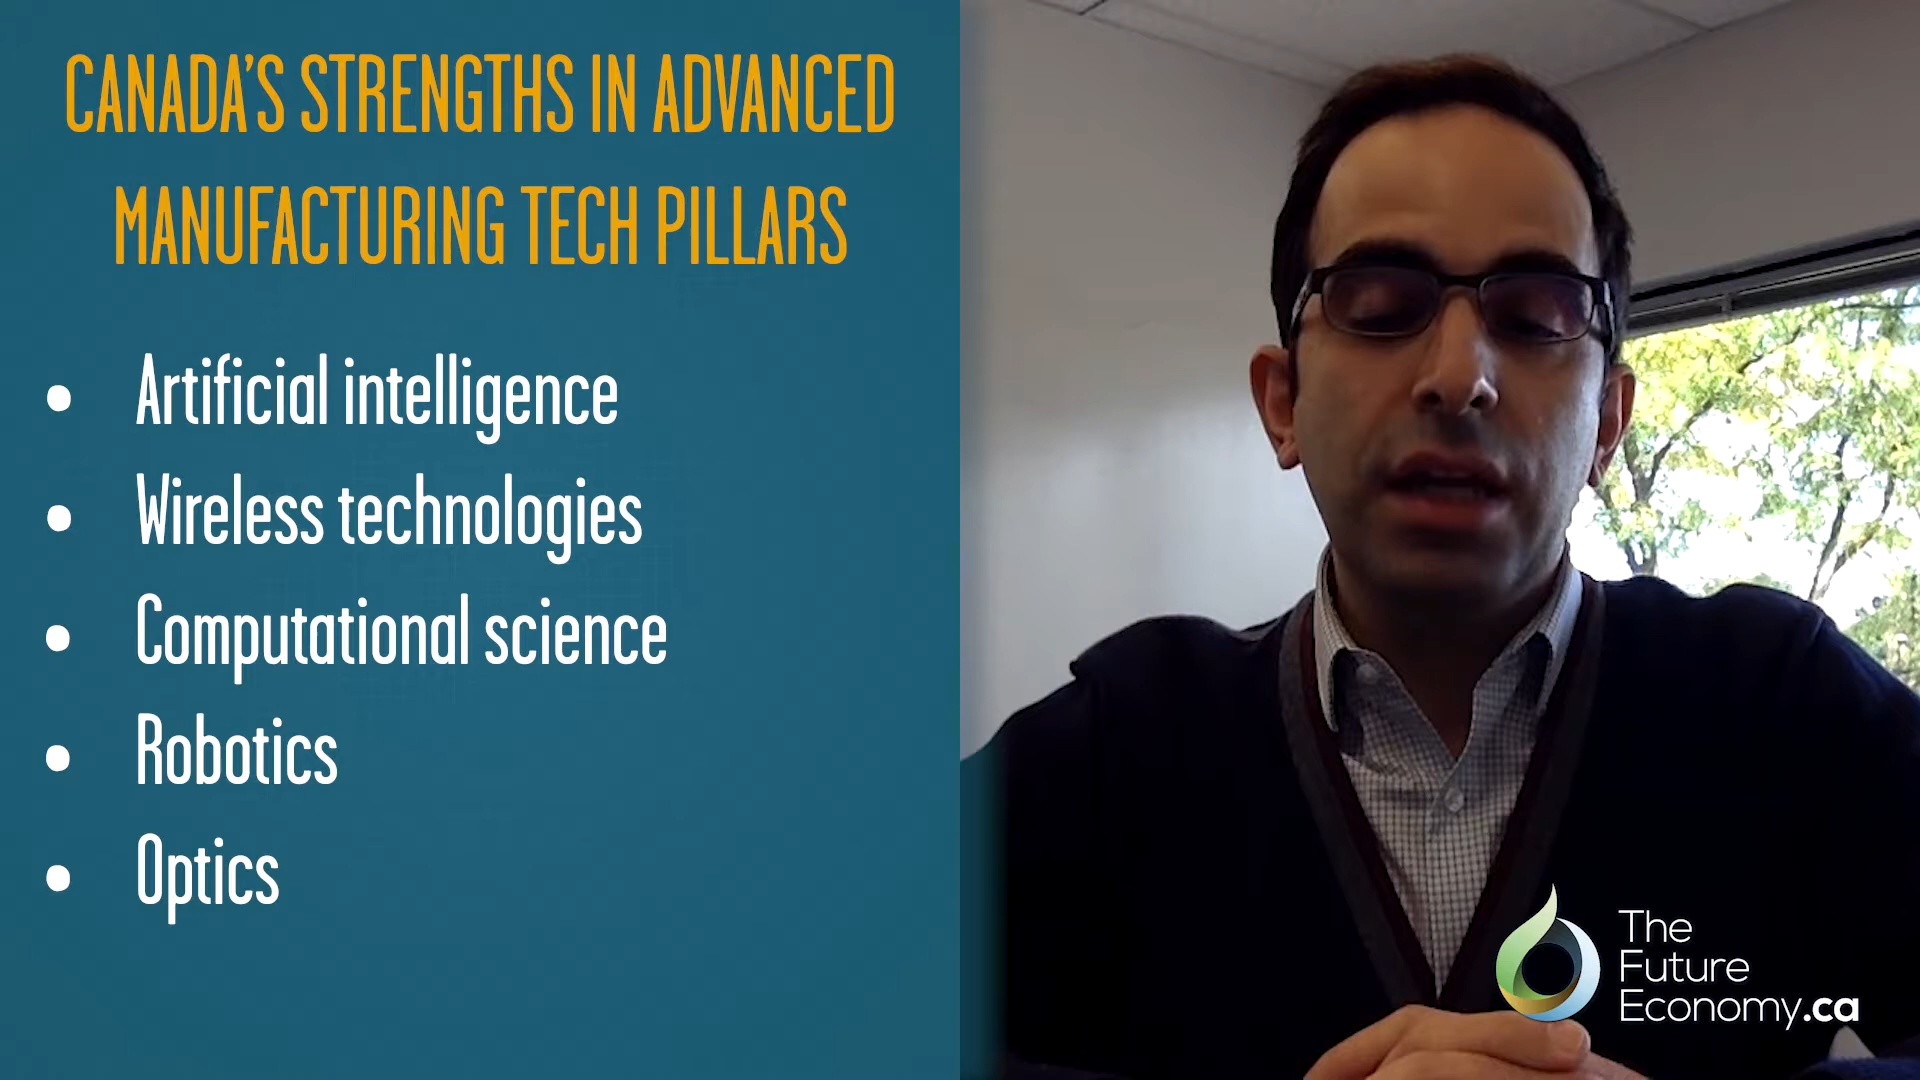 CANADA'S STRENGTHS IN ADVANCED
MANUFACTURING TECH PILLARS
• Artificial intelligence
• Wireless technologies
• Computational science
• Robotics
• Optics
The
Future
Economy.ca